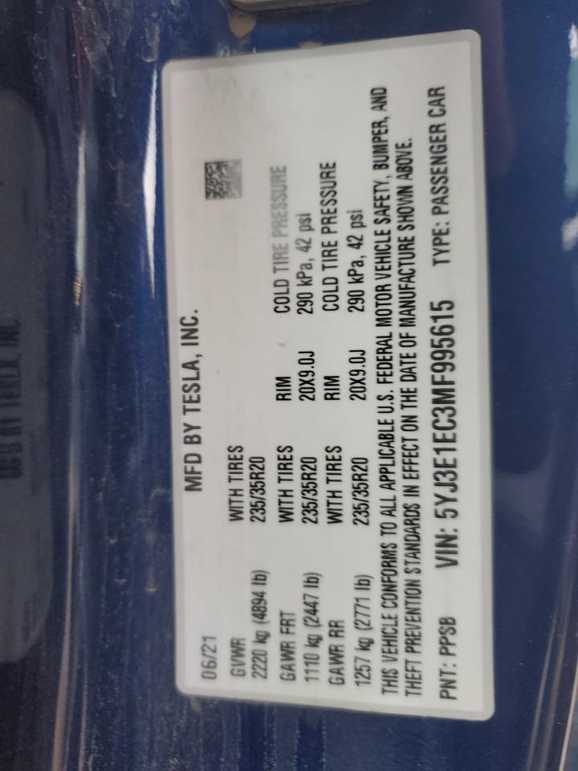 MFD BY TESLA, INC.
06/21
GVWR WITH TIRES RIM COLD TIRE PRESSURE
2220 kg (4894 lb) 235/35R20
GAWR FRT WITH TIRES RIM COLD TIRE PRESSURE
1110 kg (2447 lb) 235/35R20 20X9.0J 290 kPa, 42 psi
GAWR RR WITH TIRES RIM COLD TIRE PRESSURE
1257 kg (2771 lb) 235/35R20 20X9.0J 290 kPa, 42 psi
THIS VEHICLE CONFORMS TO ALL APPLICABLE U.S. FEDERAL MOTOR VEHICLE SAFETY, BUMPER, AND
THEFT PREVENTION STANDARDS IN EFFECT ON THE DATE OF MANUFACTURE SHOWN ABOVE.
PNT: PPSB VIN: 5YJ3E1EC3MF995615 TYPE: PASSENGER CAR